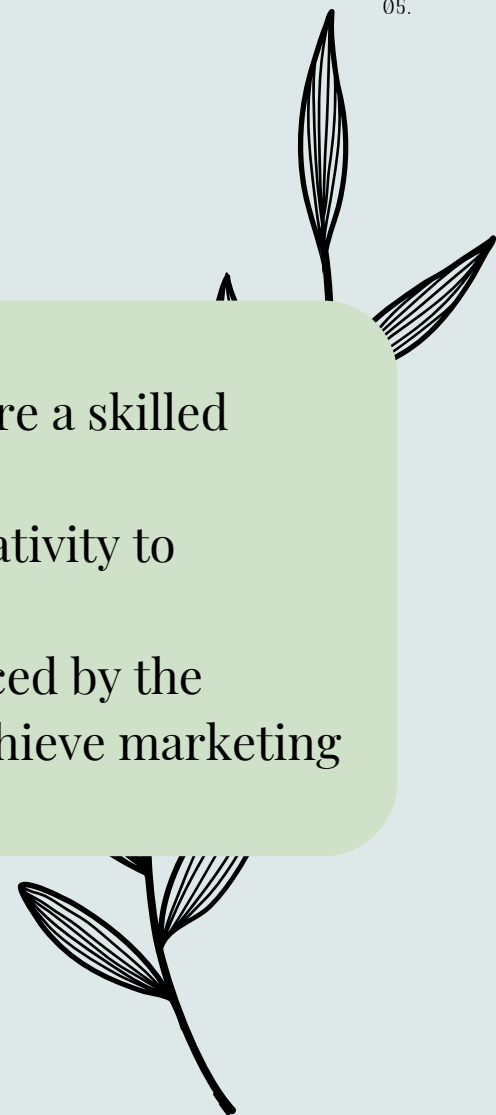 05.
re a skilled
ativity to
ced by the
hieve marketing